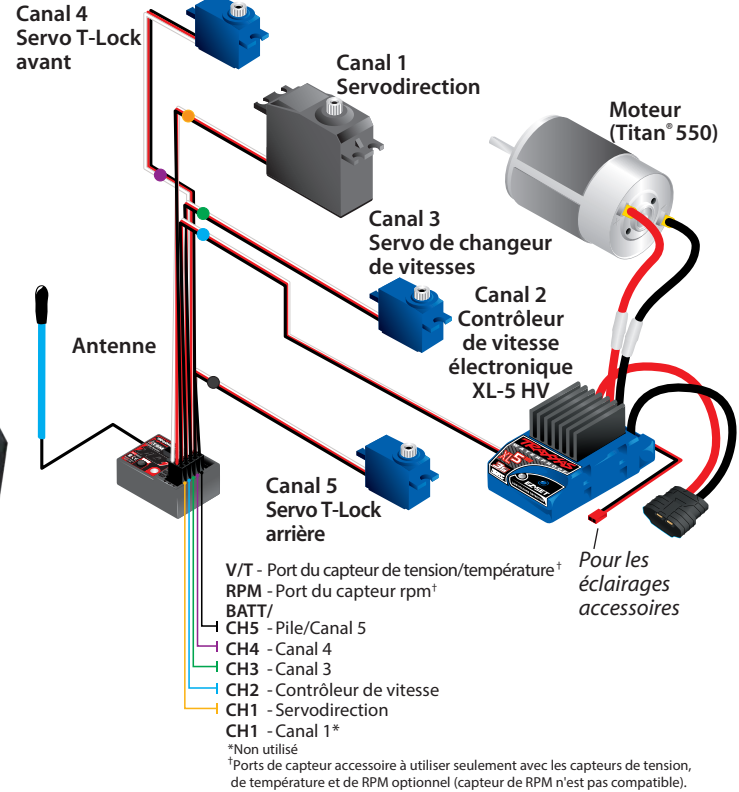 Canal 4
Servo T-Lock
avant
Canal 1
Servodirection
Moteur
(Titan® 550)
Canal 3
Servo de changeur
de vitesses
Canal 2
Contrôleur
de vitesse
électronique
XL-5 HV
Antenne
TRAXXAS
XL5
Canal 5
Servo T-Lock
arrière
Pour les
éclairages
accessoires
V/T - Port du capteur de tension/température†
RPM - Port du capteur rpm†
BATT/
CH5 - Pile/Canal 5
CH4 - Canal 4
CH3 - Canal 3
CH2 - Contrôleur de vitesse
CH1 - Servodirection
CH1 - Canal 1*
*Non utilisé
†Ports de capteur accessoire à utiliser seulement avec les capteurs de tension,
de température et de RPM optionnel (capteur de RPM n'est pas compatible).